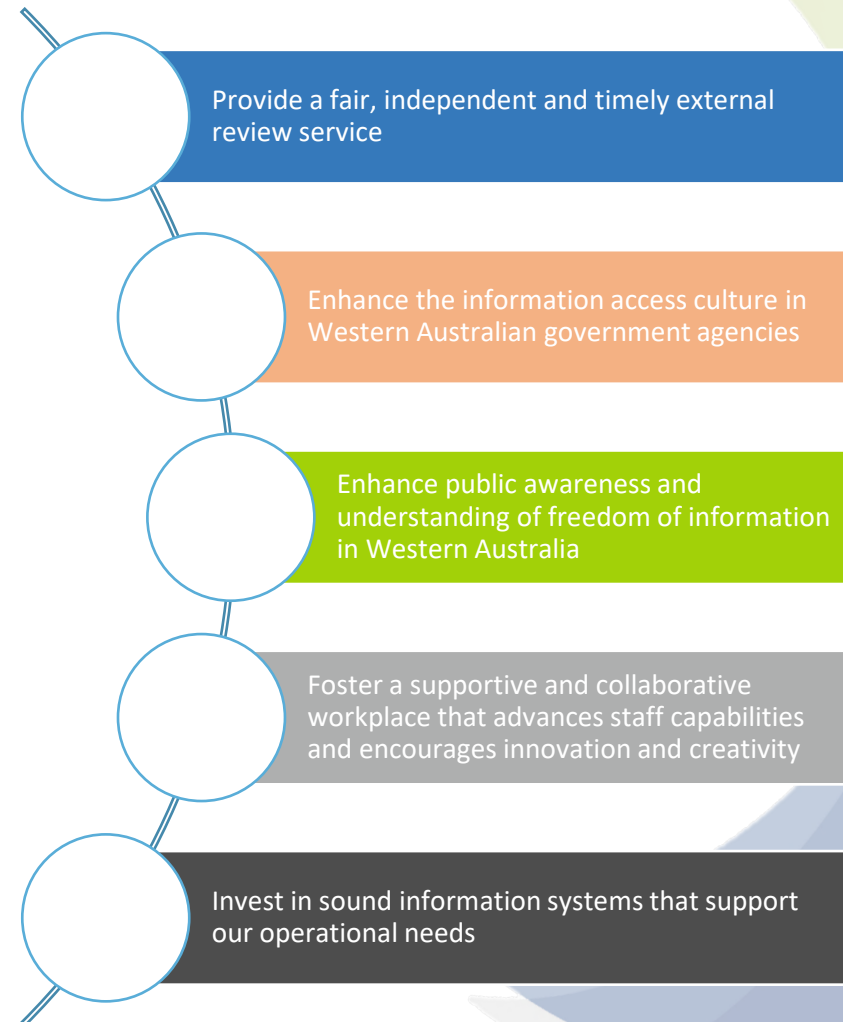 Provide a fair, independent and timely external
review service
Enhance the information access culture in
Western Australian government agencies
Enhance public awareness and
understanding of freedom of information
in Western Australia
Foster a supportive and collaborative
workplace that advances staff capabilities
and encourages innovation and creativity
Invest in sound information systems that support
our operational needs